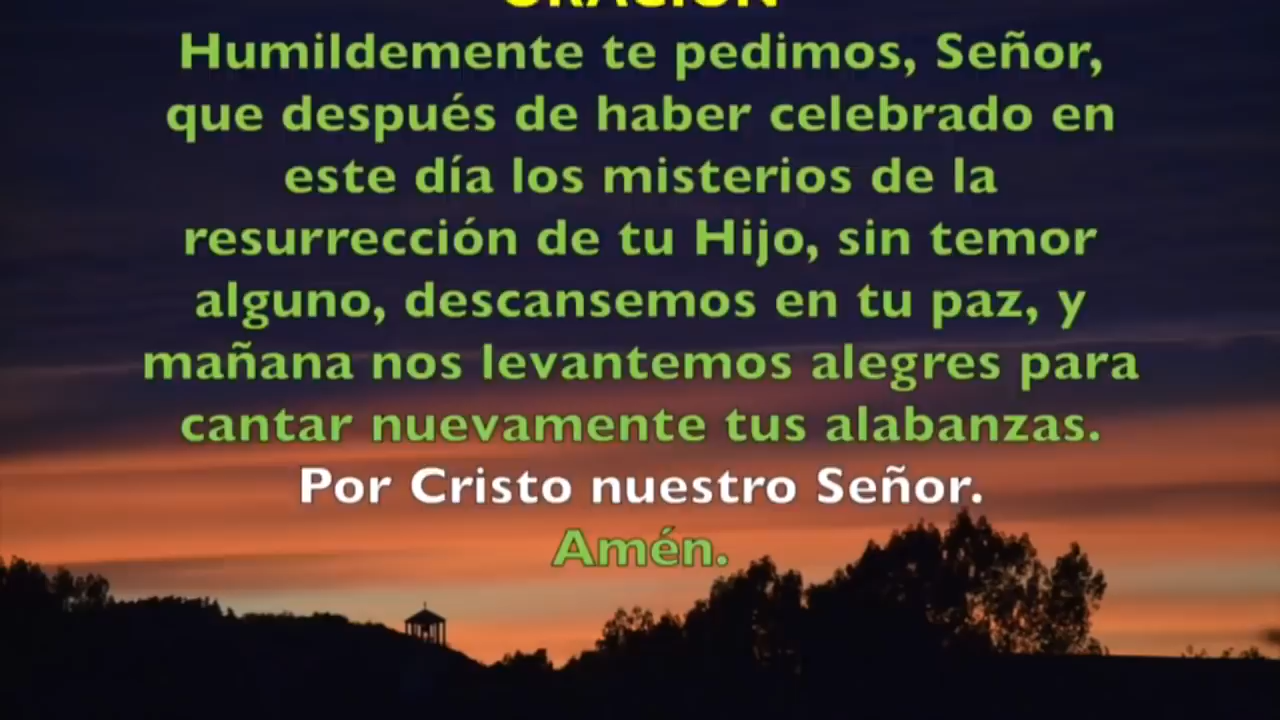 ORACIÓN
Humildemente te pedimos, Señor,
que después de haber celebrado en
este día los misterios de la
resurrección de tu Hijo, sin temor
alguno, descansemos en tu paz, y
mañana nos levantemos alegres para
cantar nuevamente tus alabanzas.
Por Cristo nuestro Señor.
Amén.